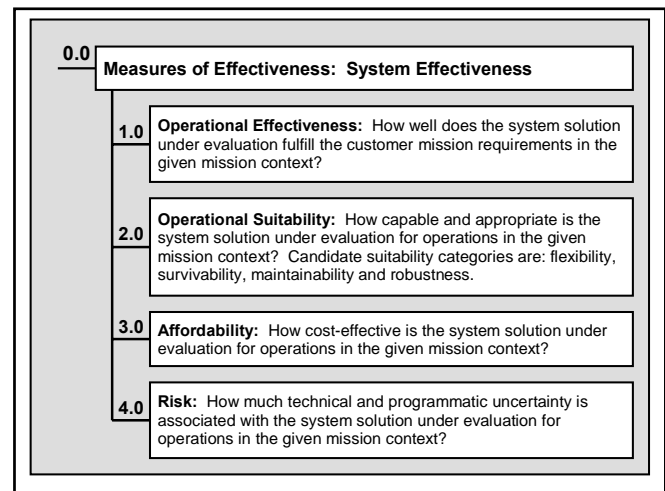 0.0
Measures of Effectiveness: System Effectiveness
1.0
Operational Effectiveness: How well does the system solution
under evaluation fulfill the customer mission requirements in the
given mission context?
2.0
Operational Suitability: How capable and appropriate is the
system solution under evaluation for operations in the given
mission context? Candidate suitability categories are: flexibility,
survivability, maintainability and robustness.
3.0
Affordability: How cost-effective is the system solution under
evaluation for operations in the given mission context?
4.0
Risk: How much technical and programmatic uncertainty is
associated with the system solution under evaluation for
operations in the given mission context?